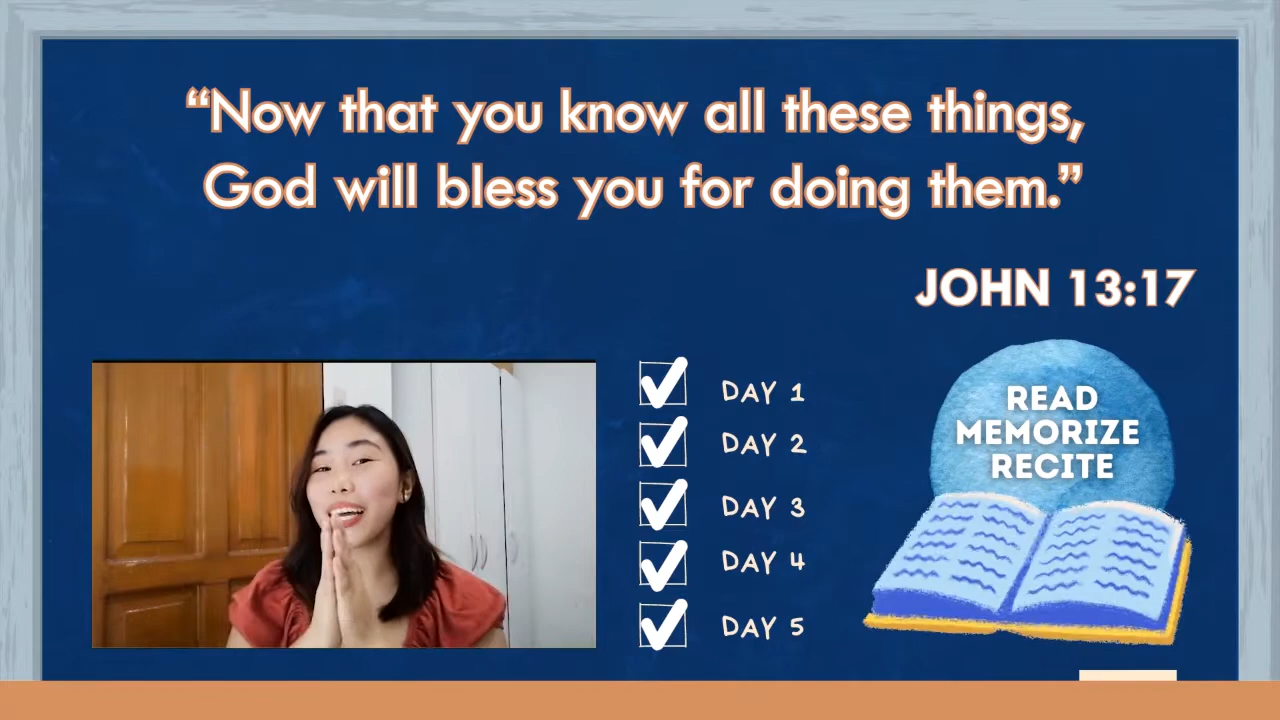 “Now that you know all these things,
God will bless you for doing them.”
JOHN 13:17
DAY 1
DAY 2
DAY 3
DAY 4
DAY 5
READ
MEMORIZE
RECITE